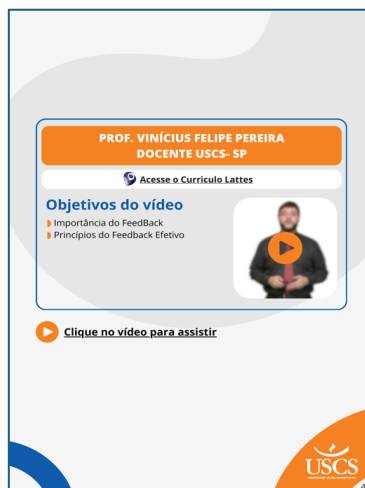 PROF. VINÍCIUS FELIPE PEREIRA
DOCENTE USCS- SP
Acesse o Curriculo Lattes
Objetivos do vídeo
Importância do FeedBack
Princípios do Feedback Efetivo
Clique no vídeo para assistir
USCS